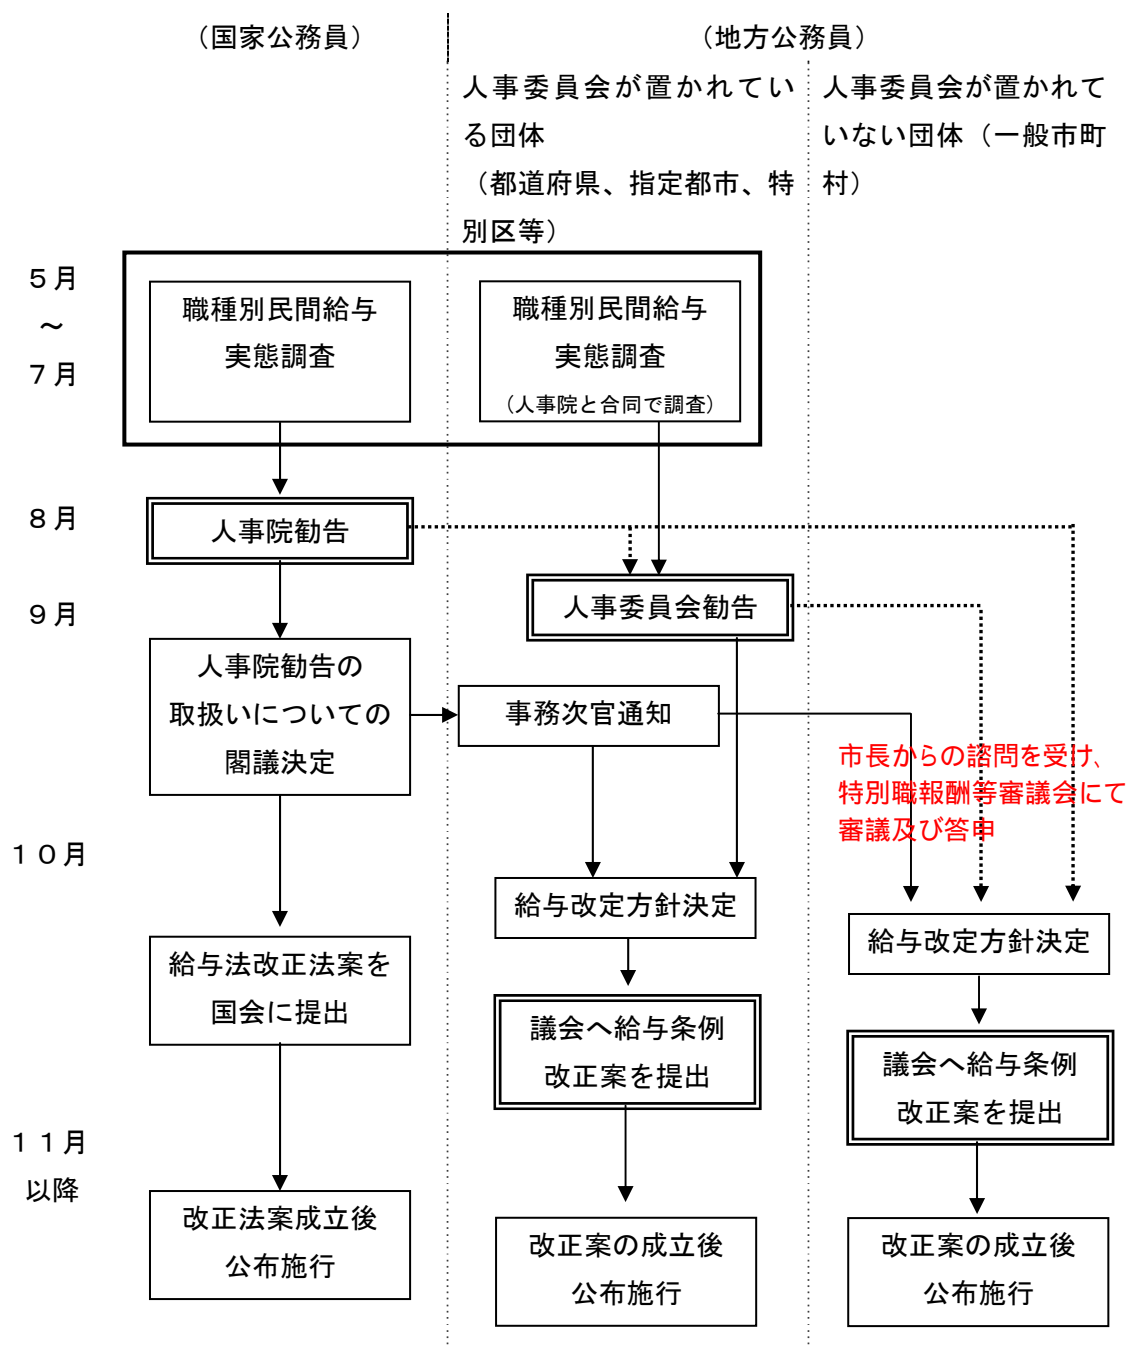 （国家公務員）
（地方公務員）
人事委員会が置かれてい
る団体
（都道府県、指定都市、特
別区等）
人事委員会が置かれて
いない団体（一般市町
村）
５月
～
７月
職種別民間給与
実態調査
職種別民間給与
実態調査
（人事院と合同で調査）
８月
人事院勧告
９月
人事委員会勧告
人事院勧告の
取扱いについての
閣議決定
事務次官通知
市長からの諮問を受け、
特別職報酬等審議会にて
審議及び答申
１０月
給与改定方針決定
給与改定方針決定
給与法改正法案を
国会に提出
議会へ給与条例
改正案を提出
議会へ給与条例
改正案を提出
１１月
以降
改正法案成立後
公布施行
改正案の成立後
公布施行
改正案の成立後
公布施行